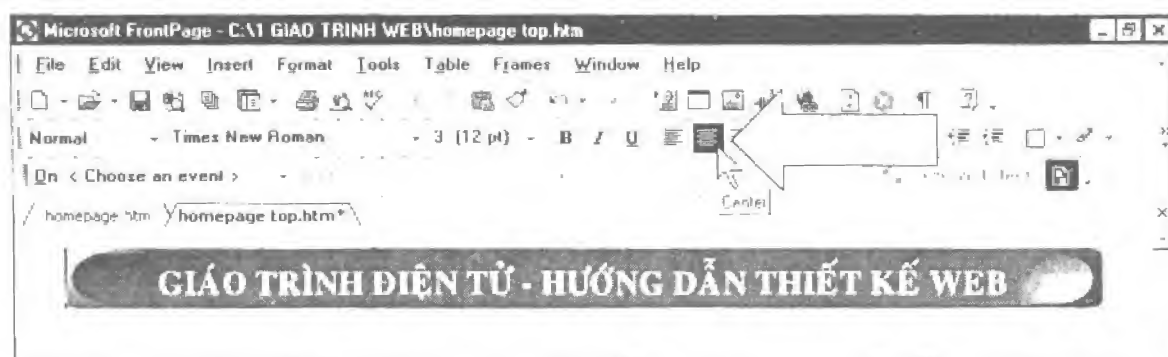 Microsoft FrontPage - C:\1 GIAO TRINH WEB\homepage top.htm
File Edit View Insert Format Tools Table Frames Window Help
Normal Times New Roman 3 (12 pt) B I U
On < Choose an event >
Center
homepage htm homepage top.htm*
GIÁO TRÌNH ĐIỆN TỬ - HƯỚNG DẪN THIẾT KẾ WEB